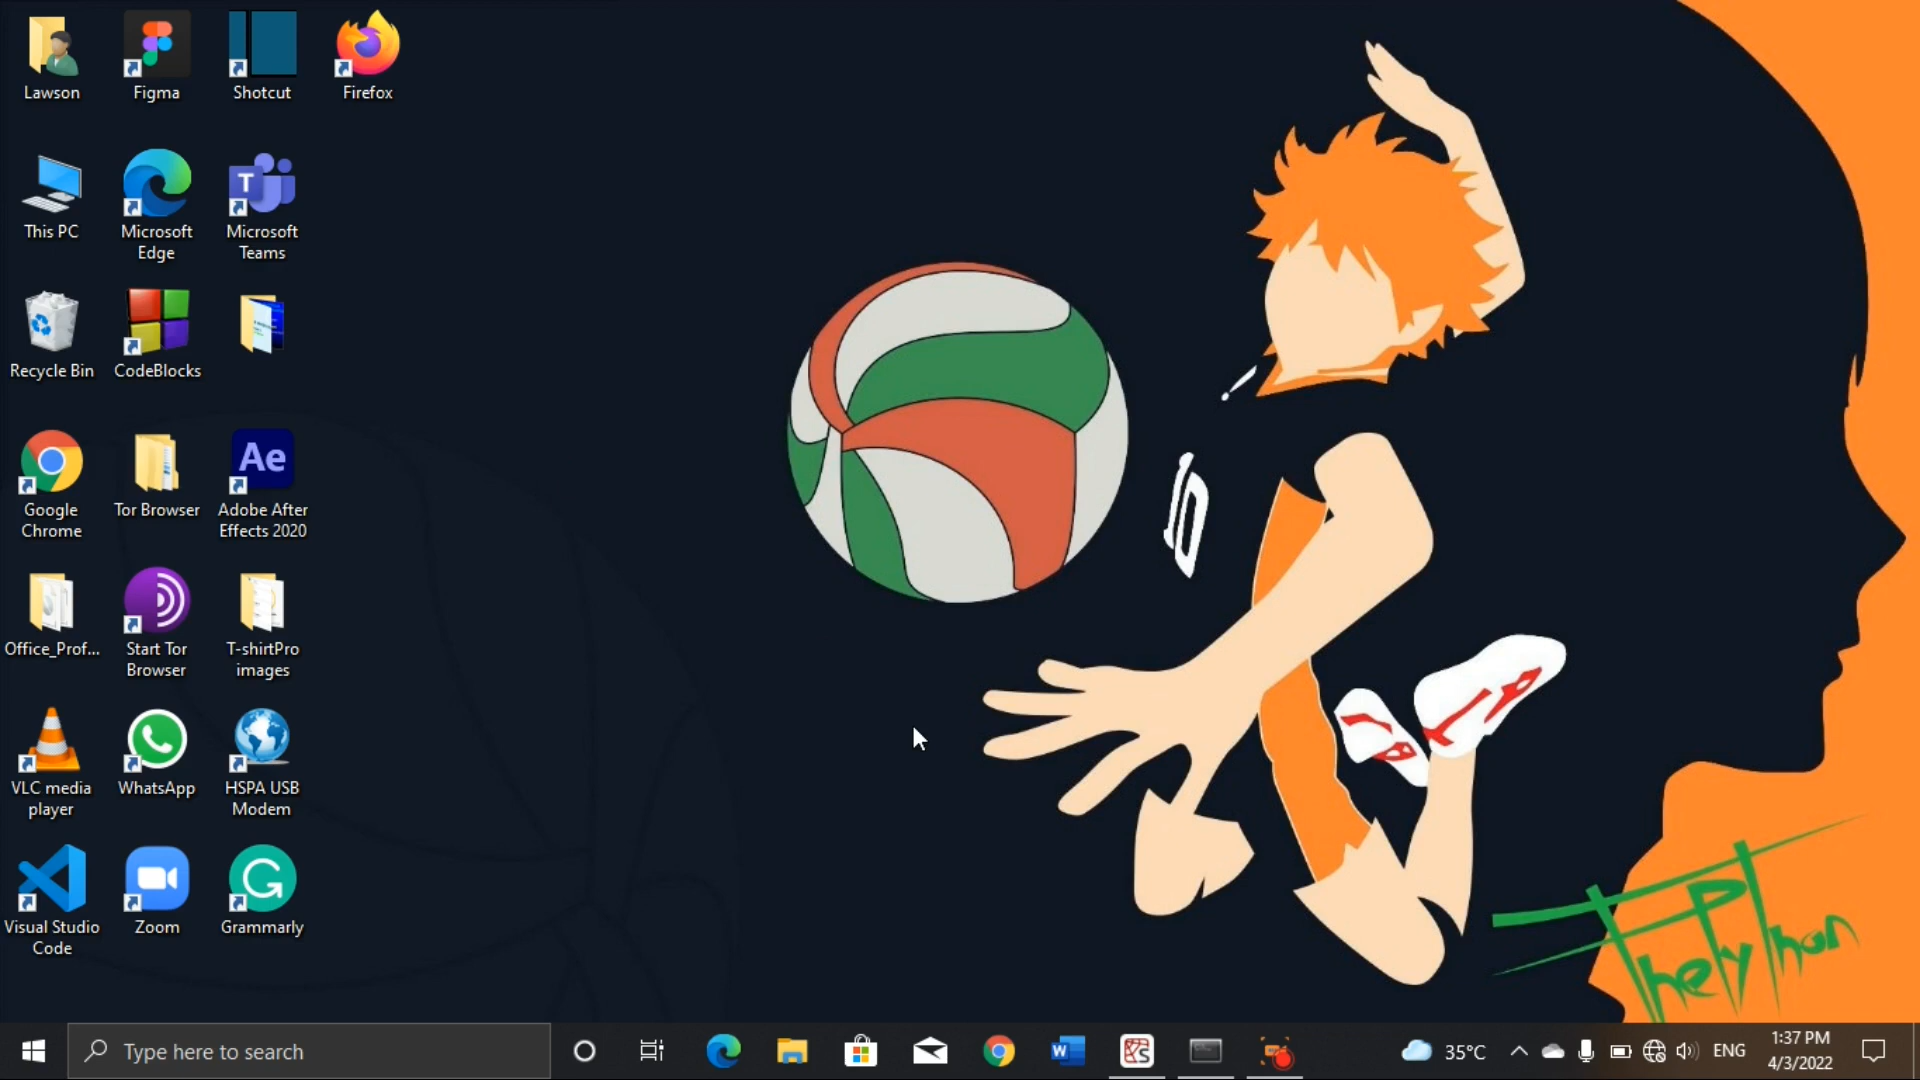 Lawson
Figma
Shotcut
Firefox
This PC
Microsoft
Edge
T
Microsoft
Teams
Recycle Bin
CodeBlocks
Google
Chrome
Tor Browser
Ae
Adobe After
Effects 2020
Office_Prof...
Start Tor
Browser
T-shirtPro
images
VLC media
player
WhatsApp
HSPA USB
Modem
Visual Studio
Code
Zoom
G
Grammarly
ThePyThon
Type here to search
W
S
35°C
ENG
1:37 PM
4/3/2022